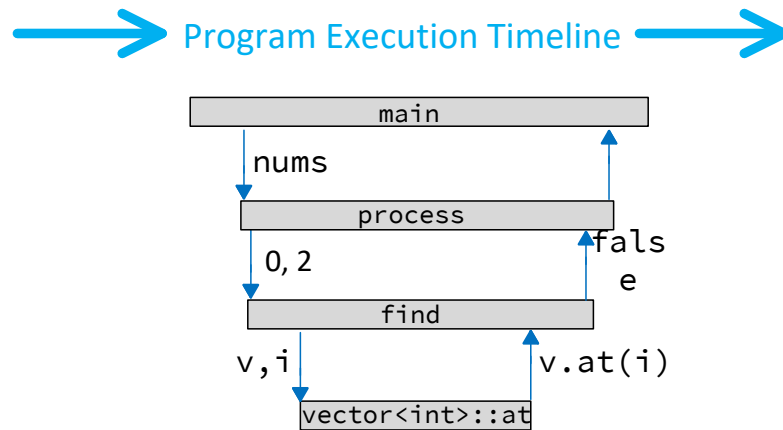 Program Execution Timeline
main
nums
process
0, 2
fals
e
find
v,i
v.at(i)
vector<int>::at